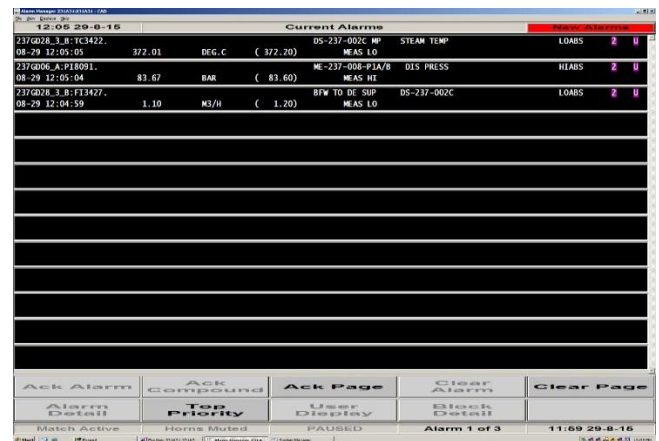 12:05 29-8-15 Current Alarms New Alarms
237GD28_3_B:TC3422. DS-237-002C MP STEAM TEMP LOABS 2 U
08-29 12:05:05 372.01 DEG.C ( 372.20) MEAS LO
237GD06_A:PI8091. ME-237-008-P1A/B DIS PRESS HIABS 2 U
08-29 12:05:04 83.67 BAR ( 83.60) MEAS HI
237GD28_3_B:FI3427. BFW TO DE SUP DS-237-002C LOABS 2 U
08-29 12:04:59 1.10 M3/H ( 1.20) MEAS LO
Ack Alarm Ack Compound Ack Page Clear Alarm Clear Page
Alarm Detail Top Priority User Display Block Detail
Match Active Horns Muted PAUSED Alarm 1 of 3 11:59 29-8-15